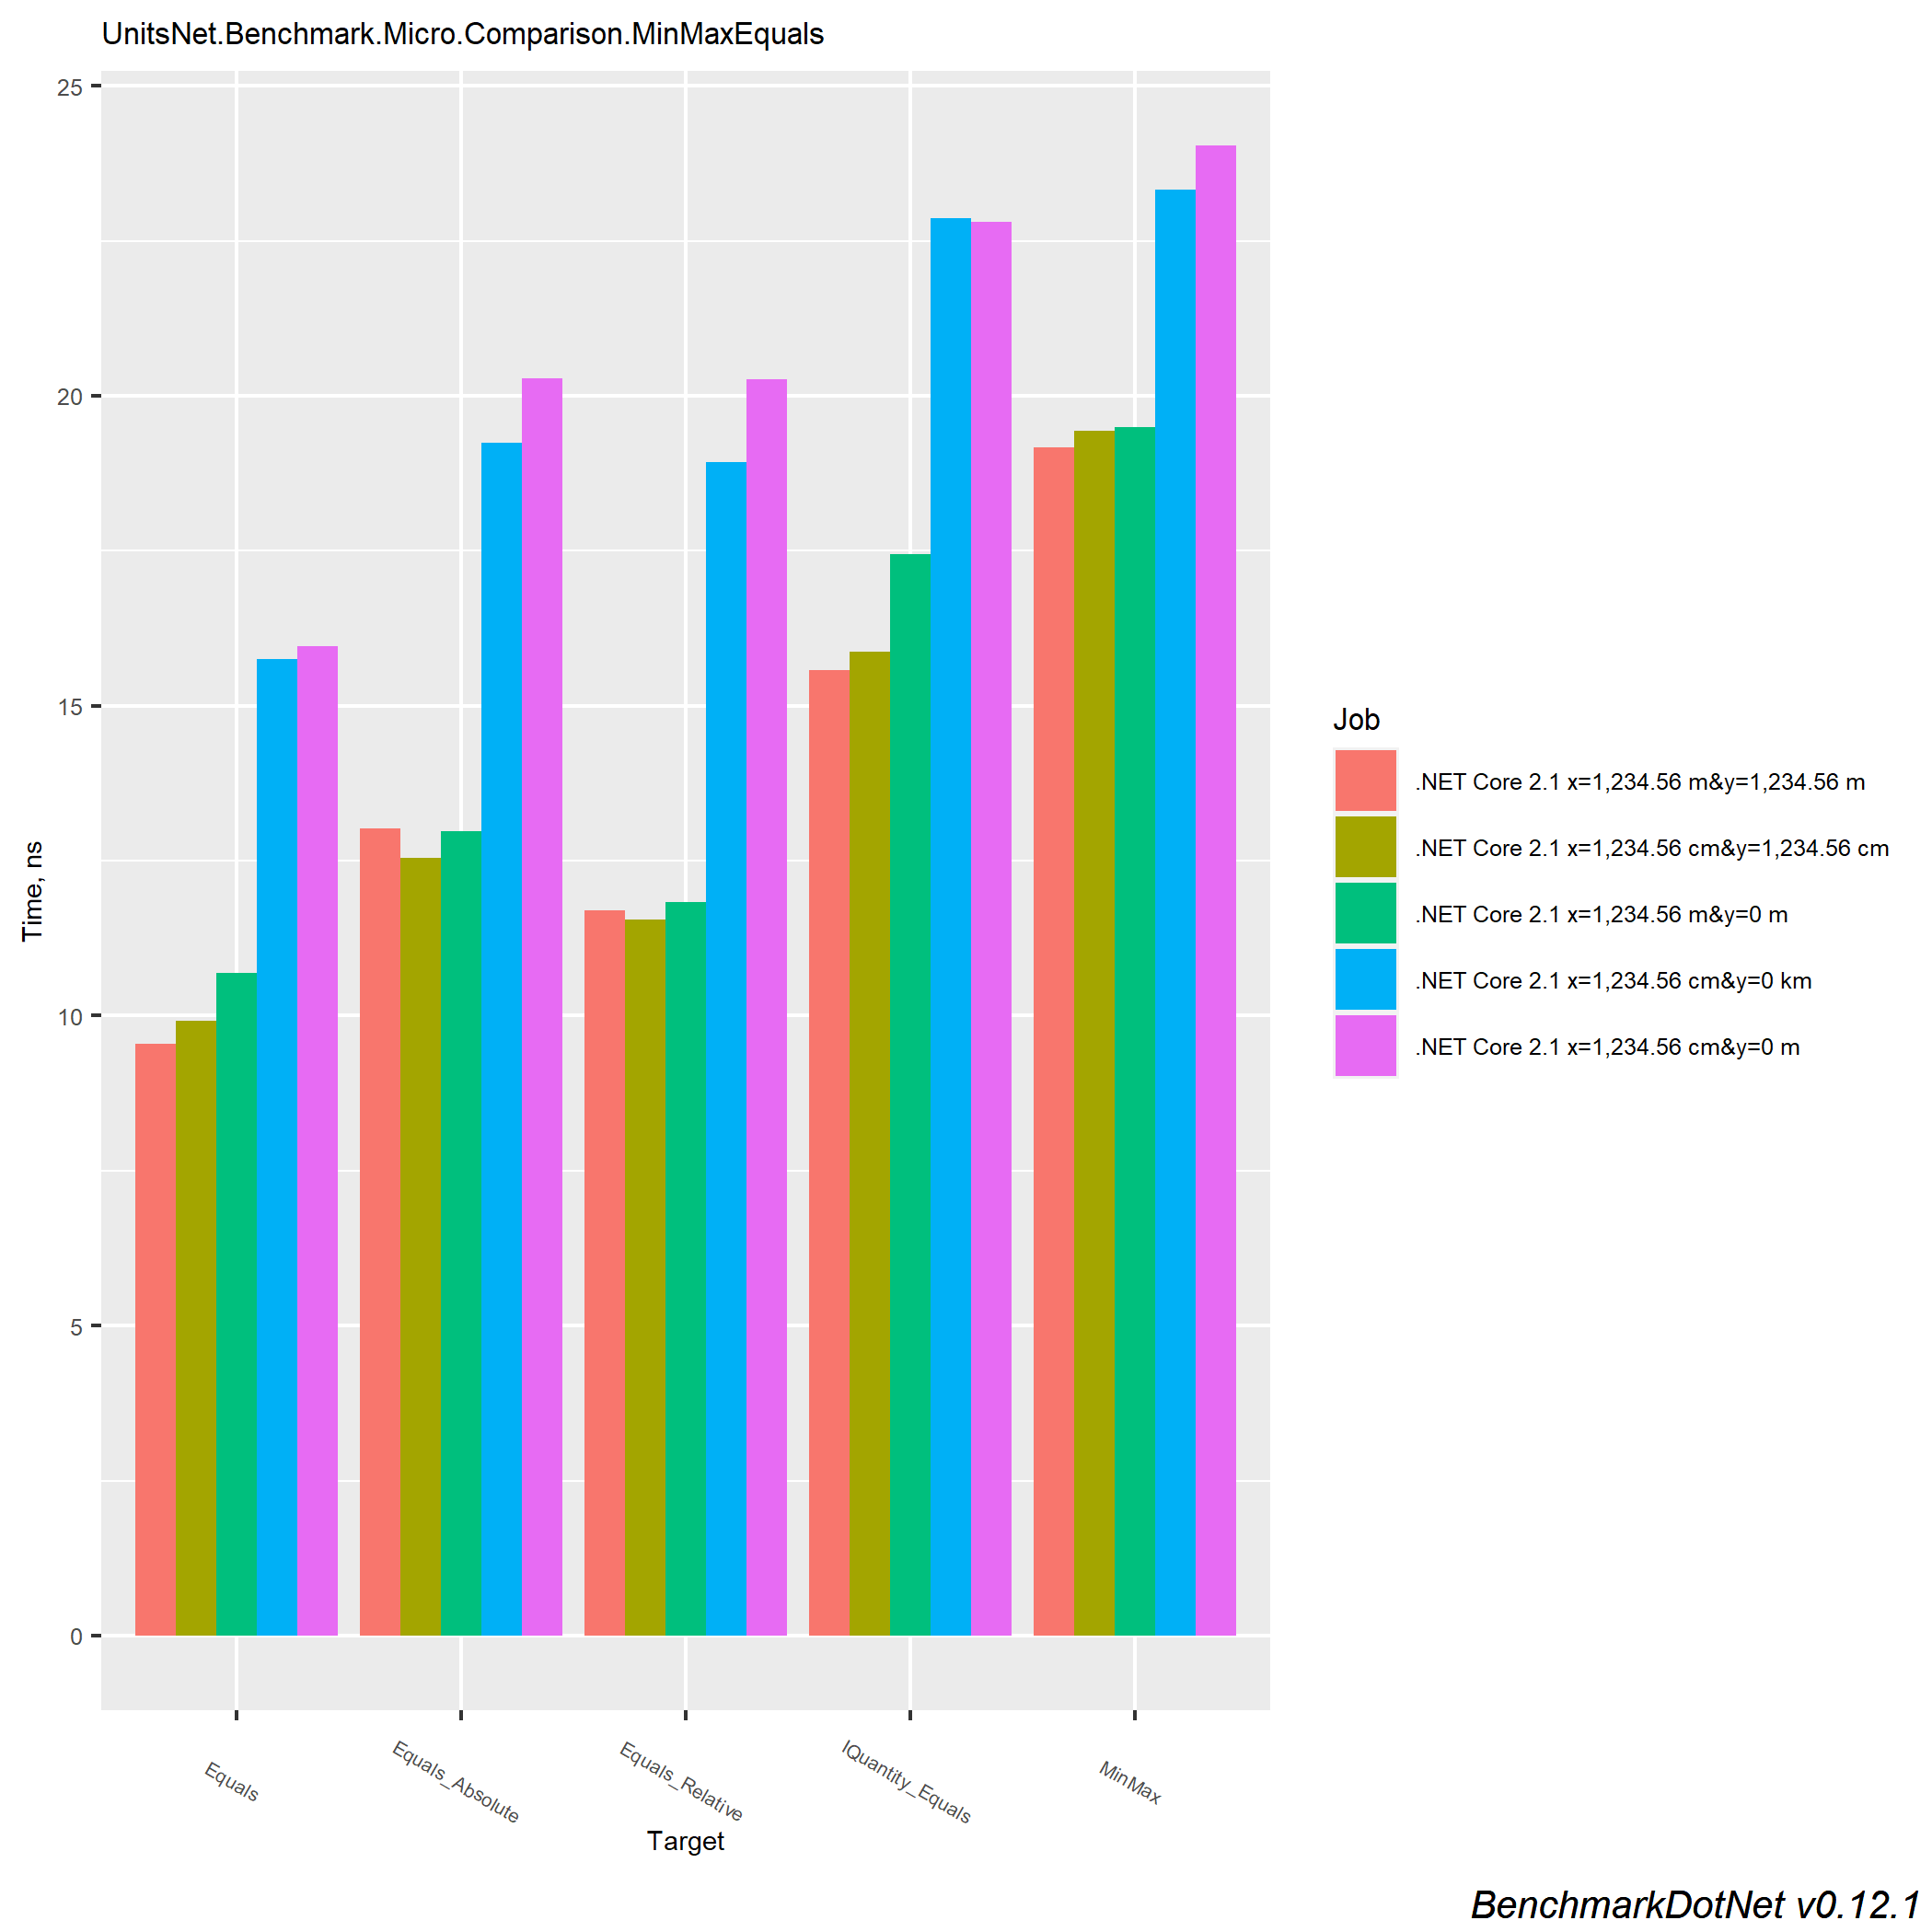 UnitsNet.Benchmark.Micro.Comparison.MinMaxEquals
25
20
15
10
5
0
Time, ns
Equals
Equals_Absolute
Equals_Relative
IQuantity_Equals
MinMax
Target
Job
.NET Core 2.1 x=1,234.56 m&y=1,234.56 m
.NET Core 2.1 x=1,234.56 cm&y=1,234.56 cm
.NET Core 2.1 x=1,234.56 m&y=0 m
.NET Core 2.1 x=1,234.56 cm&y=0 km
.NET Core 2.1 x=1,234.56 cm&y=0 m
BenchmarkDotNet v0.12.1